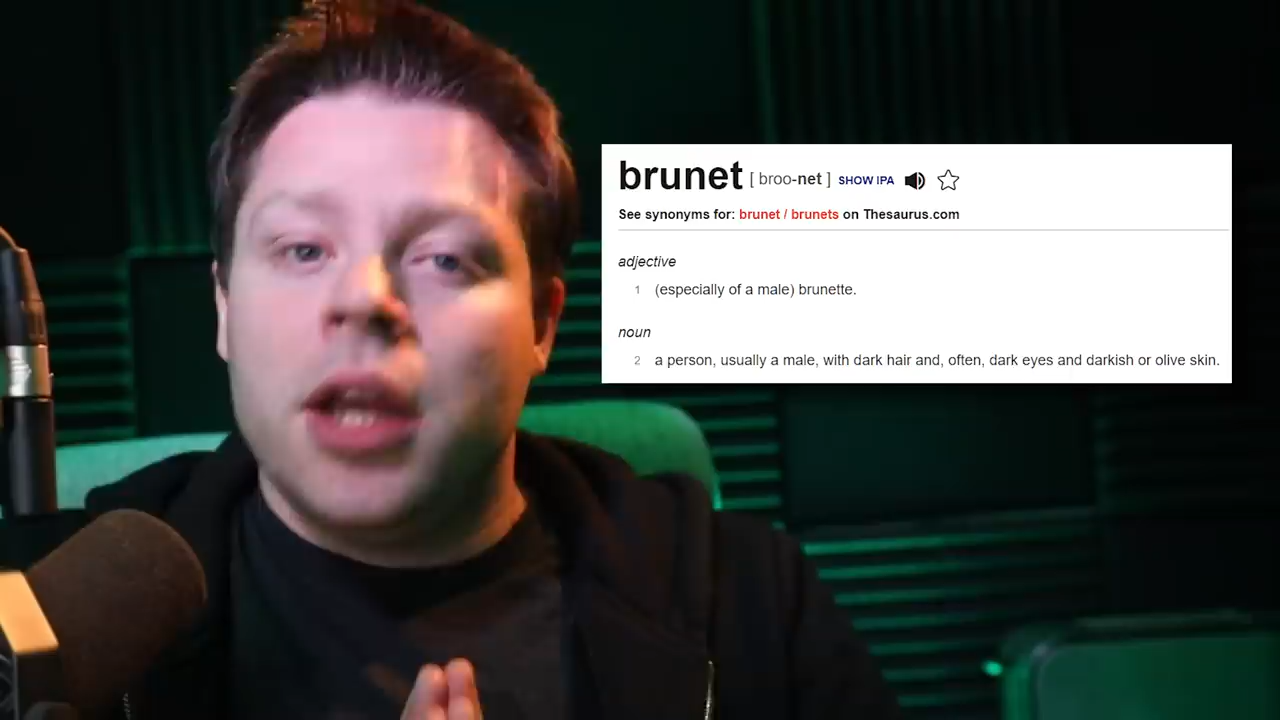 brunet [ broo-net ] SHOW IPA
See synonyms for: brunet / brunets on Thesaurus.com
adjective
1 (especially of a male) brunette.
noun
2 a person, usually a male, with dark hair and, often, dark eyes and darkish or olive skin.